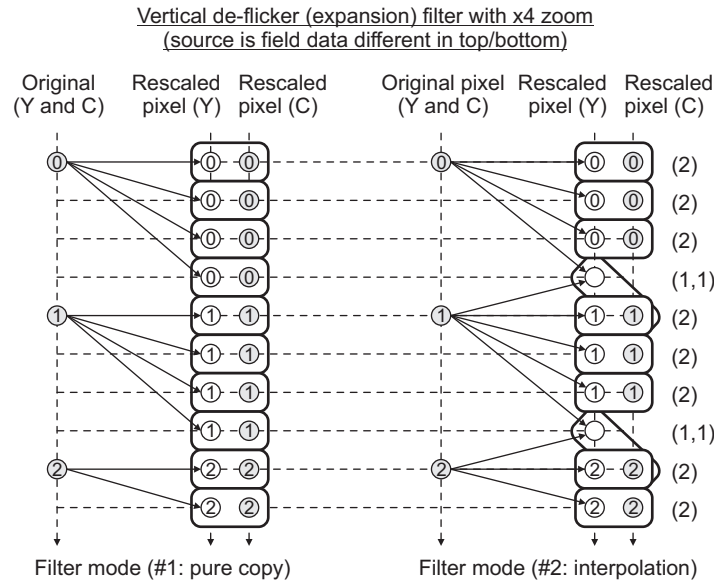 Vertical de-flicker (expansion) filter with x4 zoom
(source is field data different in top/bottom)
Original
(Y and C)
Rescaled
pixel (Y)
Rescaled
pixel (C)
Original pixel
(Y and C)
Rescaled
pixel (Y)
Rescaled
pixel (C)
0 0 0 0 0 0 (2)
0 0 0 0 (2)
0 0 0 0 (2)
0 0 (1,1)
1 1 1 1 1 1 (2)
1 1 1 1 (2)
1 1 1 1 (2)
1 1 (1,1)
2 2 2 2 2 2 (2)
2 2 2 2 (2)
Filter mode (#1: pure copy)
Filter mode (#2: interpolation)